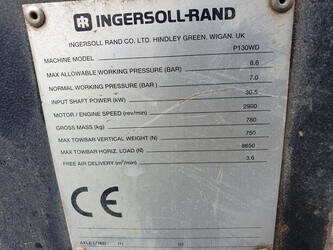 IR INGERSOLL-RAND
INGERSOLL RAND CO. LTD. HINDLEY GREEN, WIGAN. UK
MACHINE MODEL P130WD
MAX ALLOWABLE WORKING PRESSURE (BAR) 8.6
NORMAL WORKING PRESSURE (BAR) 7.0
INPUT SHAFT POWER (kW) 30.5
MOTOR / ENGINE SPEED (rev/min) 2900
GROSS MASS (kg) 780
MAX TOWBAR VERTICAL WEIGHT (N) 750
MAX TOWBAR HORIZ. LOAD (N) 8650
FREE AIR DELIVERY (m³/min) 3.6
CE